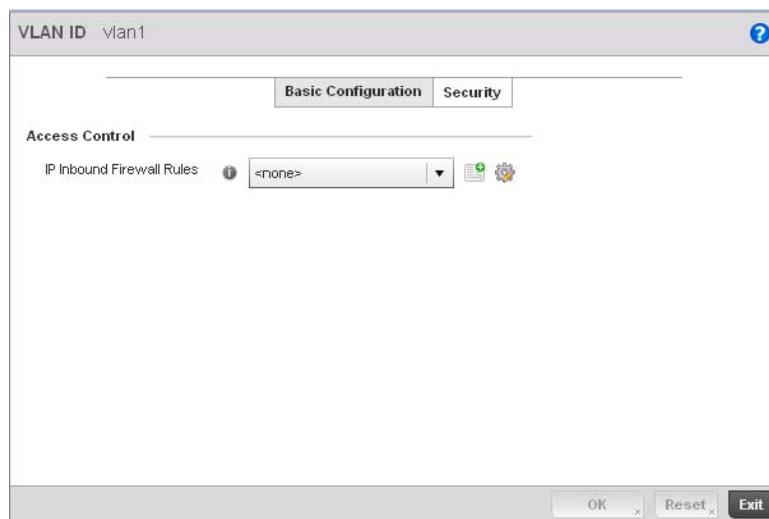 VLAN ID vlan1 ?
Basic Configuration Security
Access Control
IP Inbound Firewall Rules i <none>
OK Reset Exit